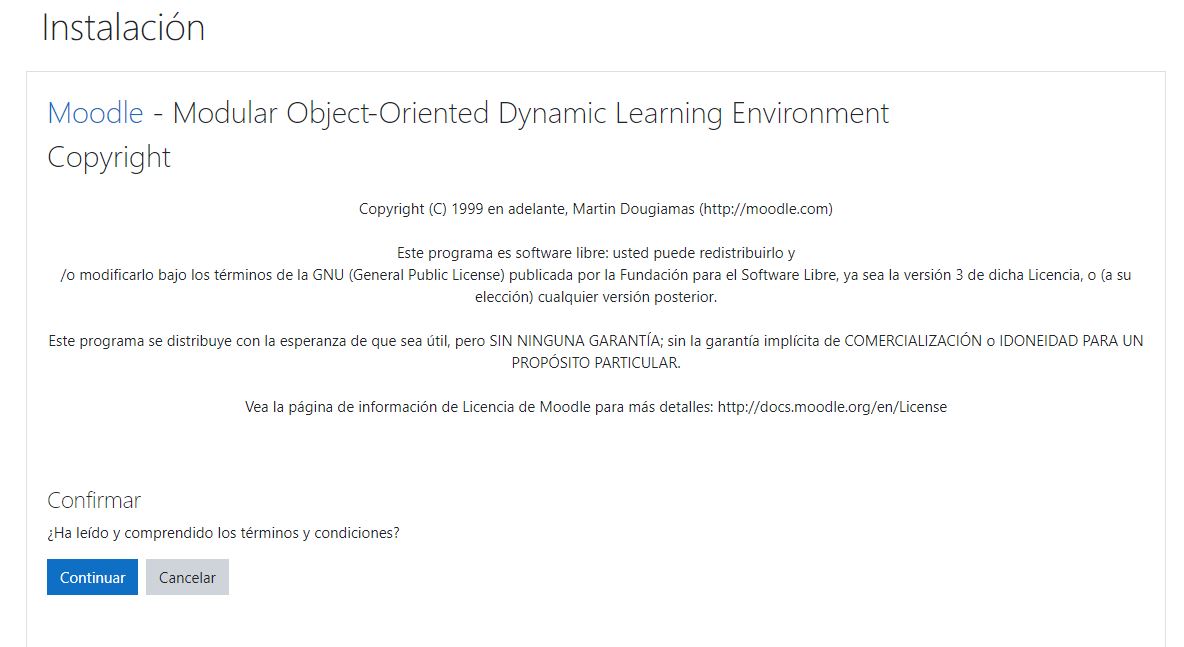 Instalación
Moodle - Modular Object-Oriented Dynamic Learning Environment
Copyright
Copyright (C) 1999 en adelante, Martin Dougiamas (http://moodle.com)
Este programa es software libre: usted puede redistribuirlo y
/o modificarlo bajo los términos de la GNU (General Public License) publicada por la Fundación para el Software Libre, ya sea la versión 3 de dicha Licencia, o (a su
elección) cualquier versión posterior.
Este programa se distribuye con la esperanza de que sea útil, pero SIN NINGUNA GARANTÍA; sin la garantía implícita de COMERCIALIZACIÓN o IDONEIDAD PARA UN
PROPÓSITO PARTICULAR.
Vea la página de información de Licencia de Moodle para más detalles: http://docs.moodle.org/en/License
Confirmar
¿Ha leído y comprendido los términos y condiciones?
Continuar Cancelar